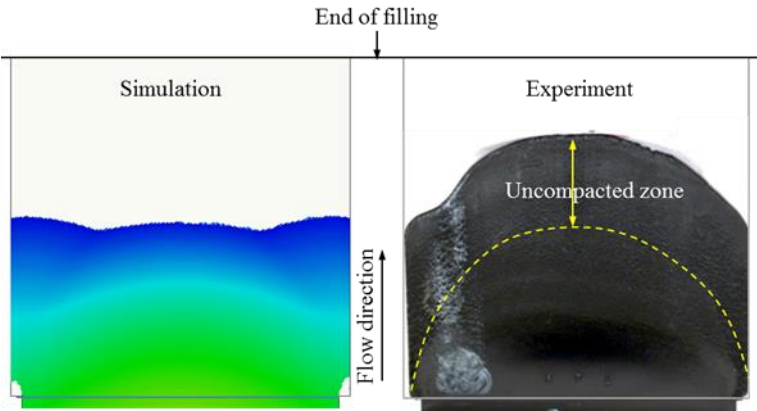 End of filling
Simulation
Experiment
Uncompacted zone
Flow direction